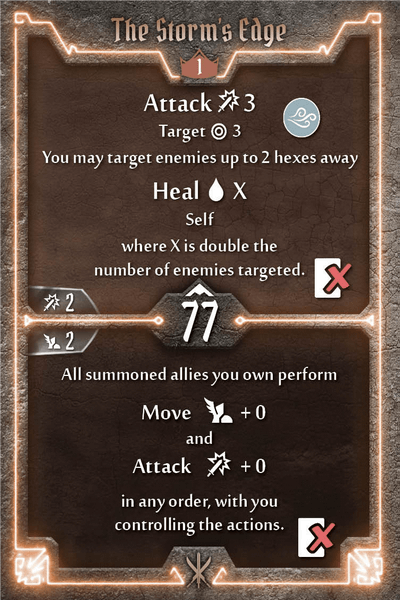 The Storm's Edge
1
Attack 3
Target 3
You may target enemies up to 2 hexes away
Heal X
Self
where X is double the
number of enemies targeted.
2
77
2
All summoned allies you own perform
Move + 0
and
Attack + 0
in any order, with you
controlling the actions.